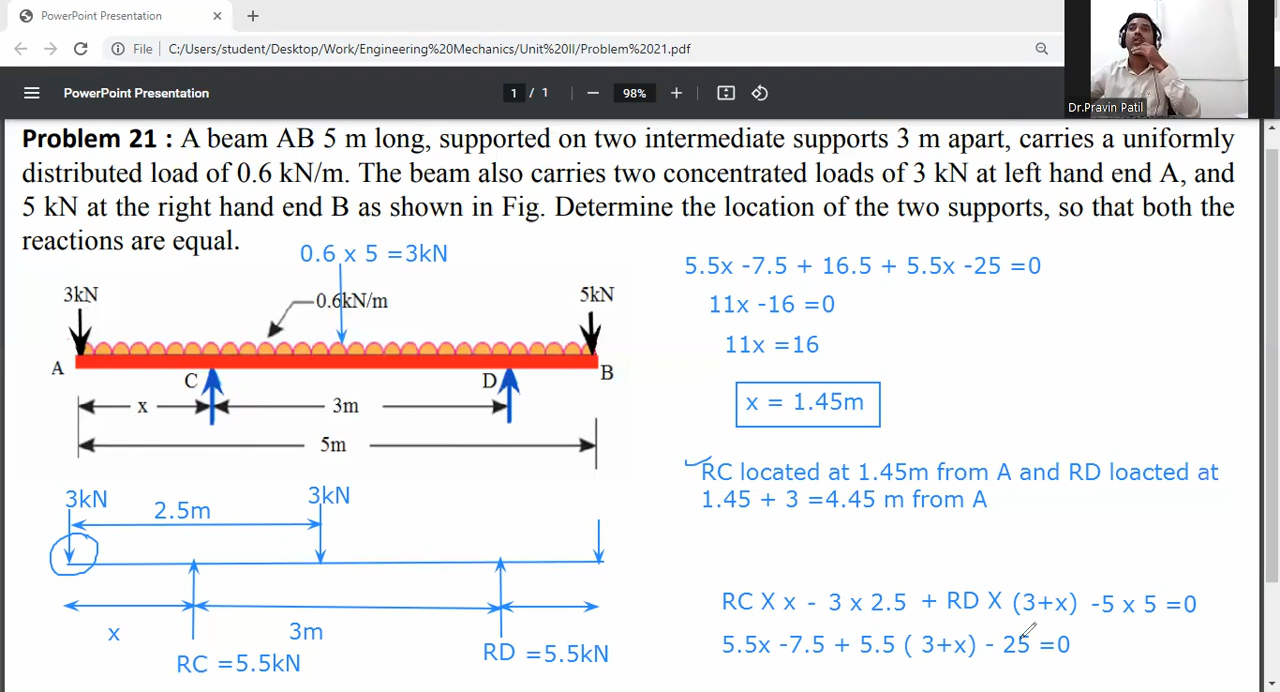 PowerPoint Presentation
File
C:/Users/student/Desktop/Work/Engineering%20Mechanics/Unit%20II/Problem%2021.pdf
PowerPoint Presentation
1 / 1
98%
Dr.Pravin Patil
Problem 21 : A beam AB 5 m long, supported on two intermediate supports 3 m apart, carries a uniformly
distributed load of 0.6 kN/m. The beam also carries two concentrated loads of 3 kN at left hand end A, and
5 kN at the right hand end B as shown in Fig. Determine the location of the two supports, so that both the
reactions are equal.
0.6 x 5 =3kN
3kN
0.6kN/m
5kN
A
C
D
B
x
3m
5m
3kN
2.5m
3kN
x
3m
RC =5.5kN
RD =5.5kN
5.5x -7.5 + 16.5 + 5.5x -25 =0
11x -16 =0
11x =16
x = 1.45m
RC located at 1.45m from A and RD loacted at
1.45 + 3 =4.45 m from A
RC X x - 3 x 2.5 + RD X (3+x) -5 x 5 =0
5.5x -7.5 + 5.5 ( 3+x) - 25 =0